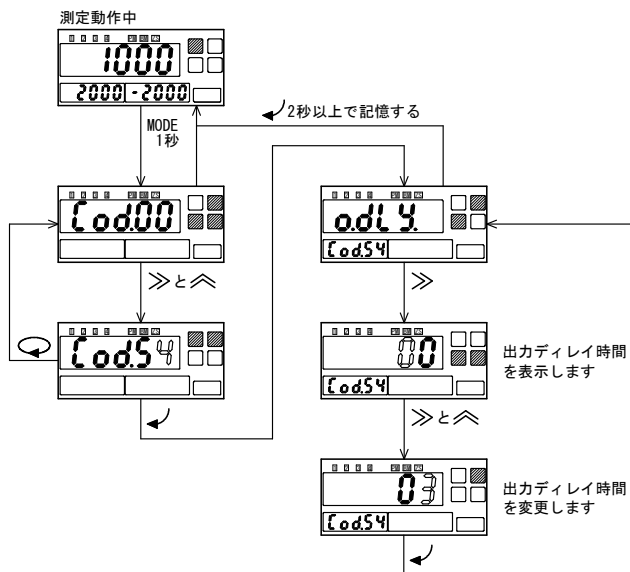 測定動作中
1000
2000 -2000
MODE
1秒
2秒以上で記憶する
Cod.00
≫と︽
Cod.54
o.dLY.
Cod.54
≫
00
Cod.54
出力ディレイ時間
を表示します
≫と︽
03
Cod.54
出力ディレイ時間
を変更します